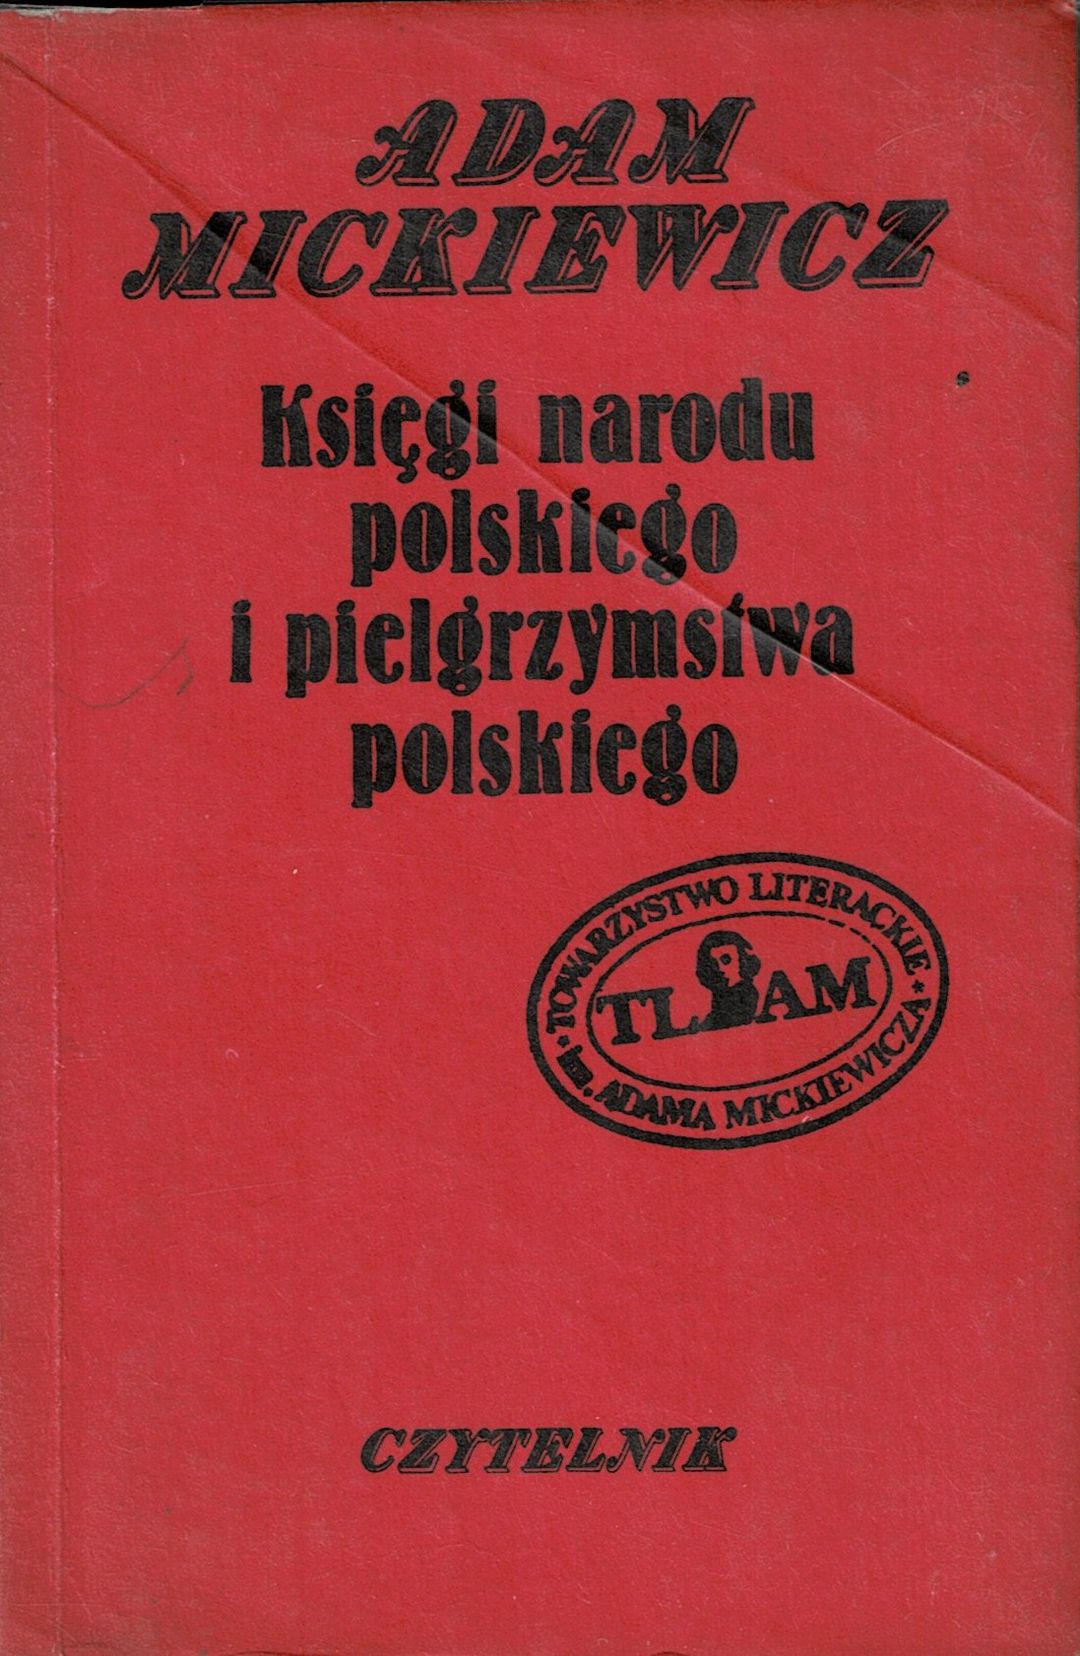 ADAM
MICKIEWICZ
Księgi narodu
polskiego
i pielgrzymstwa
polskiego
TOWARZYSTWO LITERACKIE
TL AM
im. ADAMA MICKIEWICZA
CZYTELNIK